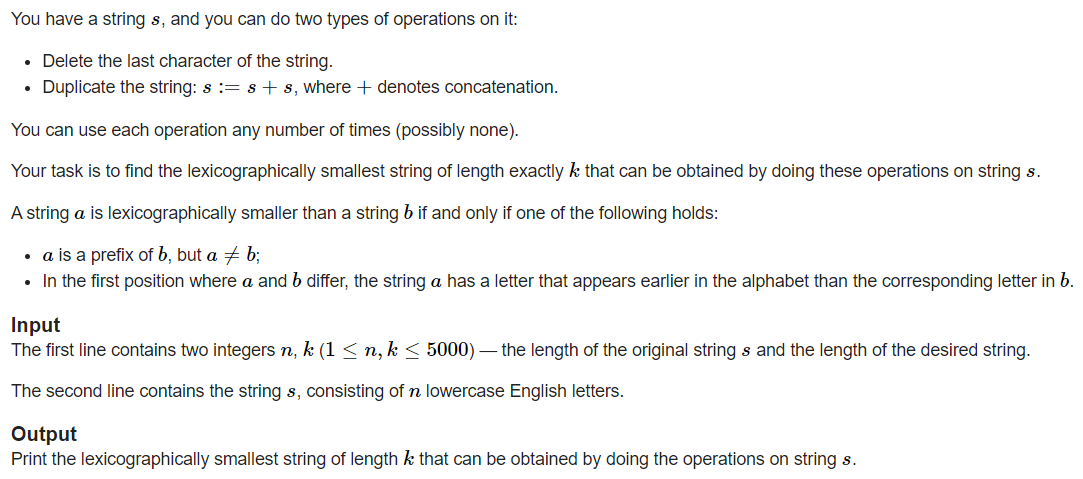 You have a string s, and you can do two types of operations on it:
• Delete the last character of the string.
• Duplicate the string: s := s + s, where + denotes concatenation.
You can use each operation any number of times (possibly none).
Your task is to find the lexicographically smallest string of length exactly k that can be obtained by doing these operations on string s.
A string a is lexicographically smaller than a string b if and only if one of the following holds:
• a is a prefix of b, but a ≠ b;
• In the first position where a and b differ, the string a has a letter that appears earlier in the alphabet than the corresponding letter in b.
Input
The first line contains two integers n, k (1 ≤ n, k ≤ 5000) — the length of the original string s and the length of the desired string.
The second line contains the string s, consisting of n lowercase English letters.
Output
Print the lexicographically smallest string of length k that can be obtained by doing the operations on string s.